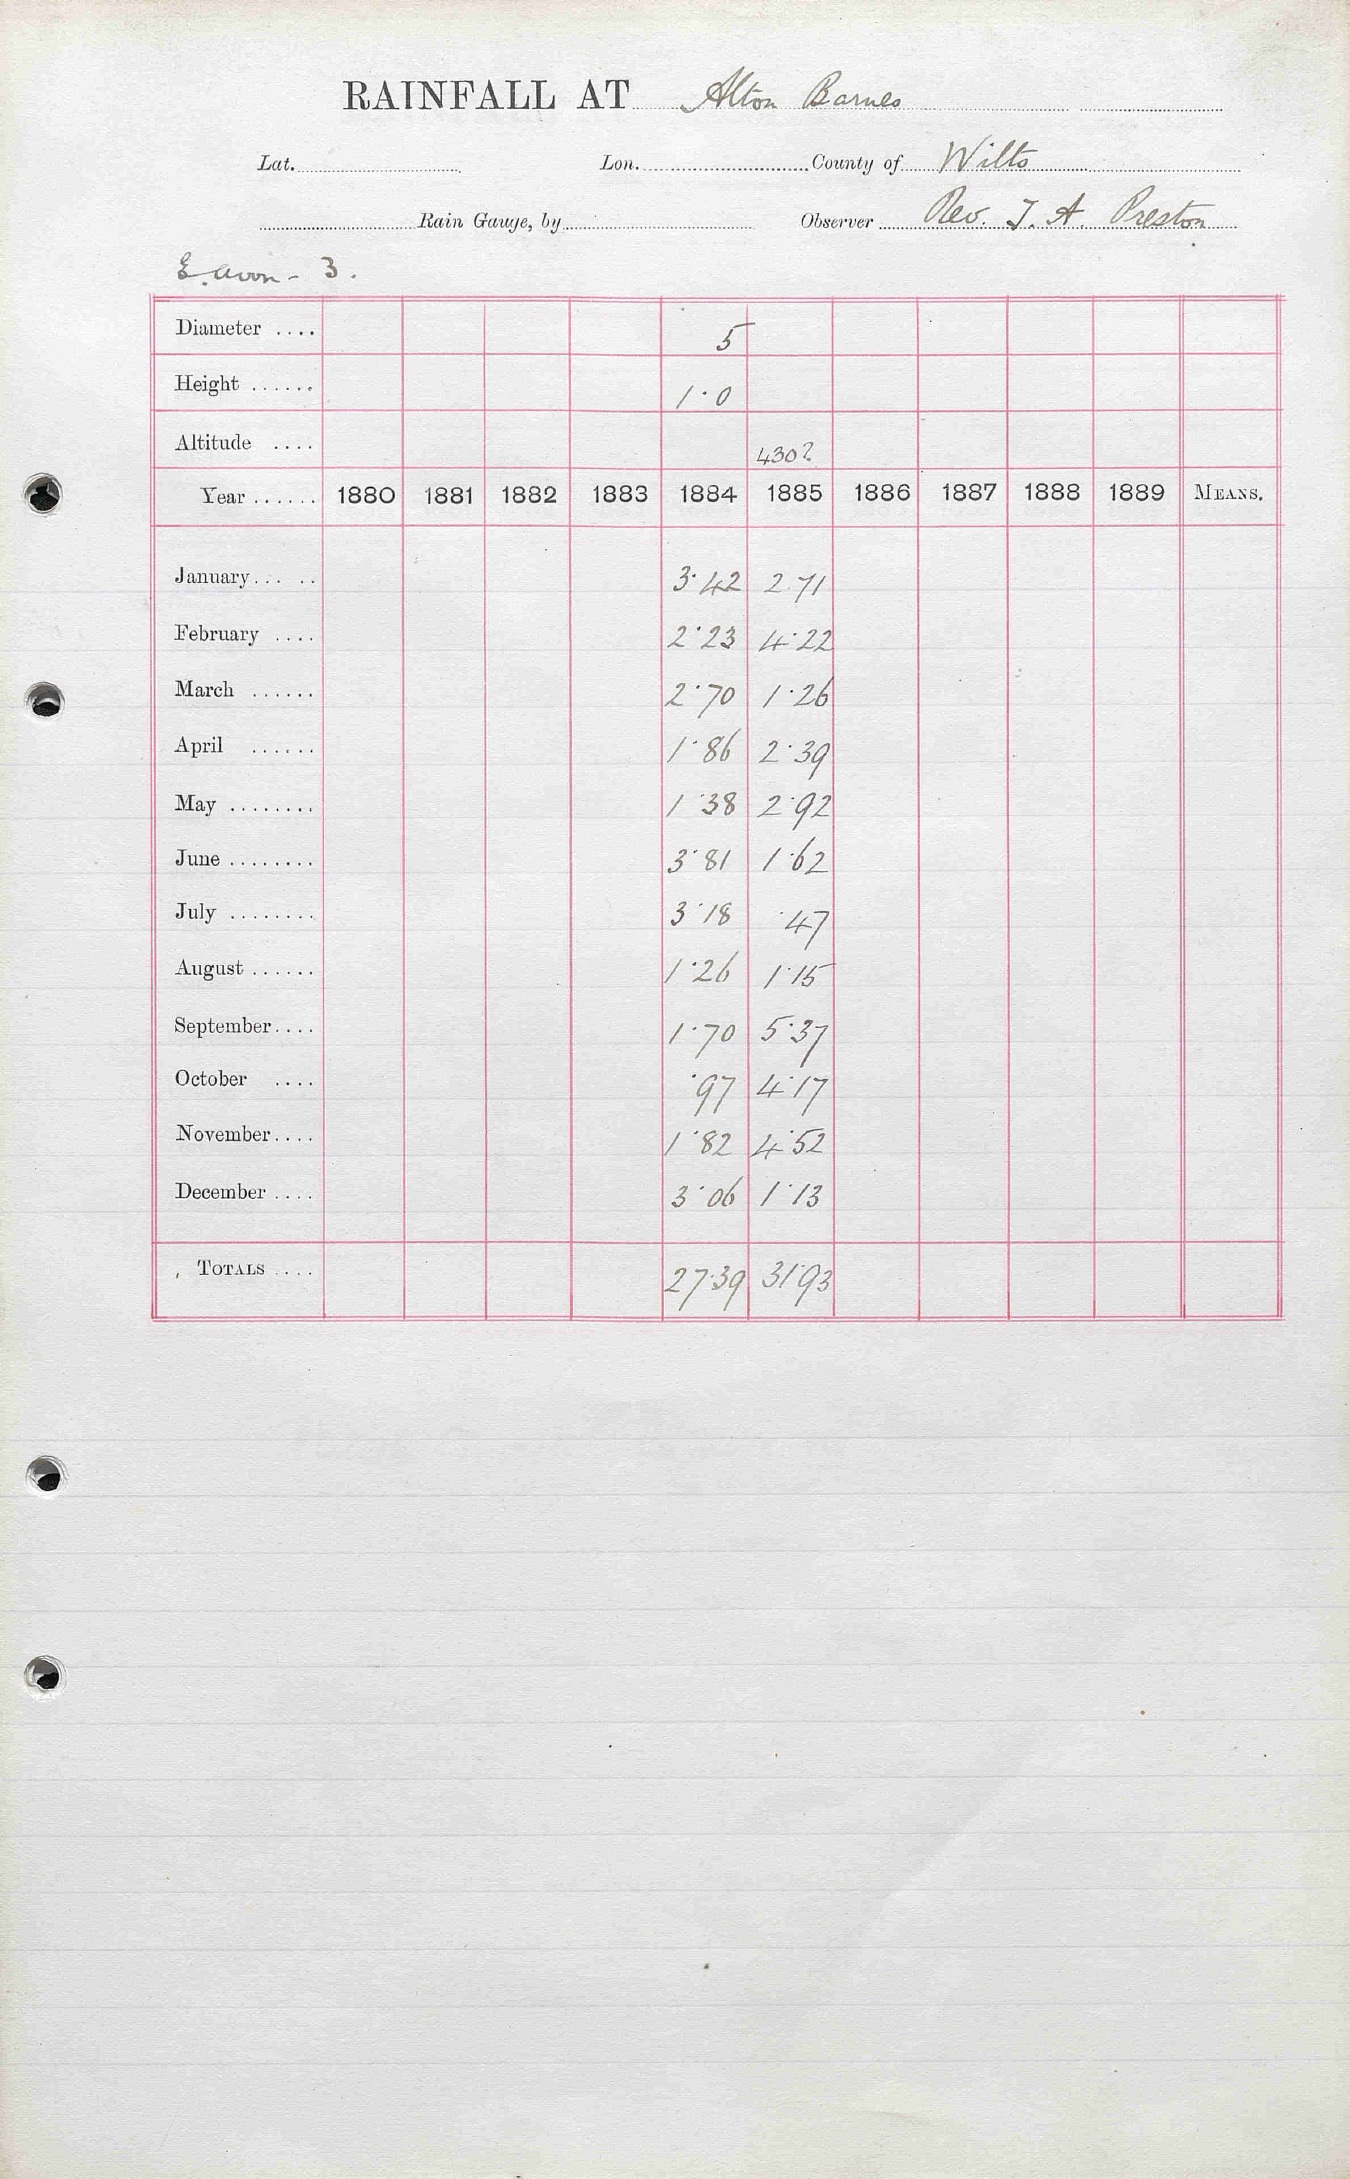 RAINFALL AT Alton Barnes
Lat. Lon. County of Wilts
Rain Gauge, by Observer Rev. T. A. Preston
E. Avon - 3.
Diameter .... 5
Height ...... 1.0
Altitude .... 430?
Year ...... 1880 1881 1882 1883 1884 1885 1886 1887 1888 1889 MEANS.
January... .. 3.42 2.71
February .... 2.23 4.22
March ...... 2.70 1.26
April ...... 1.86 2.39
May ........ 1.38 2.92
June ........ 3.81 1.62
July ........ 3.18 .47
August ...... 1.26 1.15
September.... 1.70 5.37
October .... .97 4.17
November.... 1.82 4.52
December .... 3.06 1.13
TOTALS .... 27.39 31.93